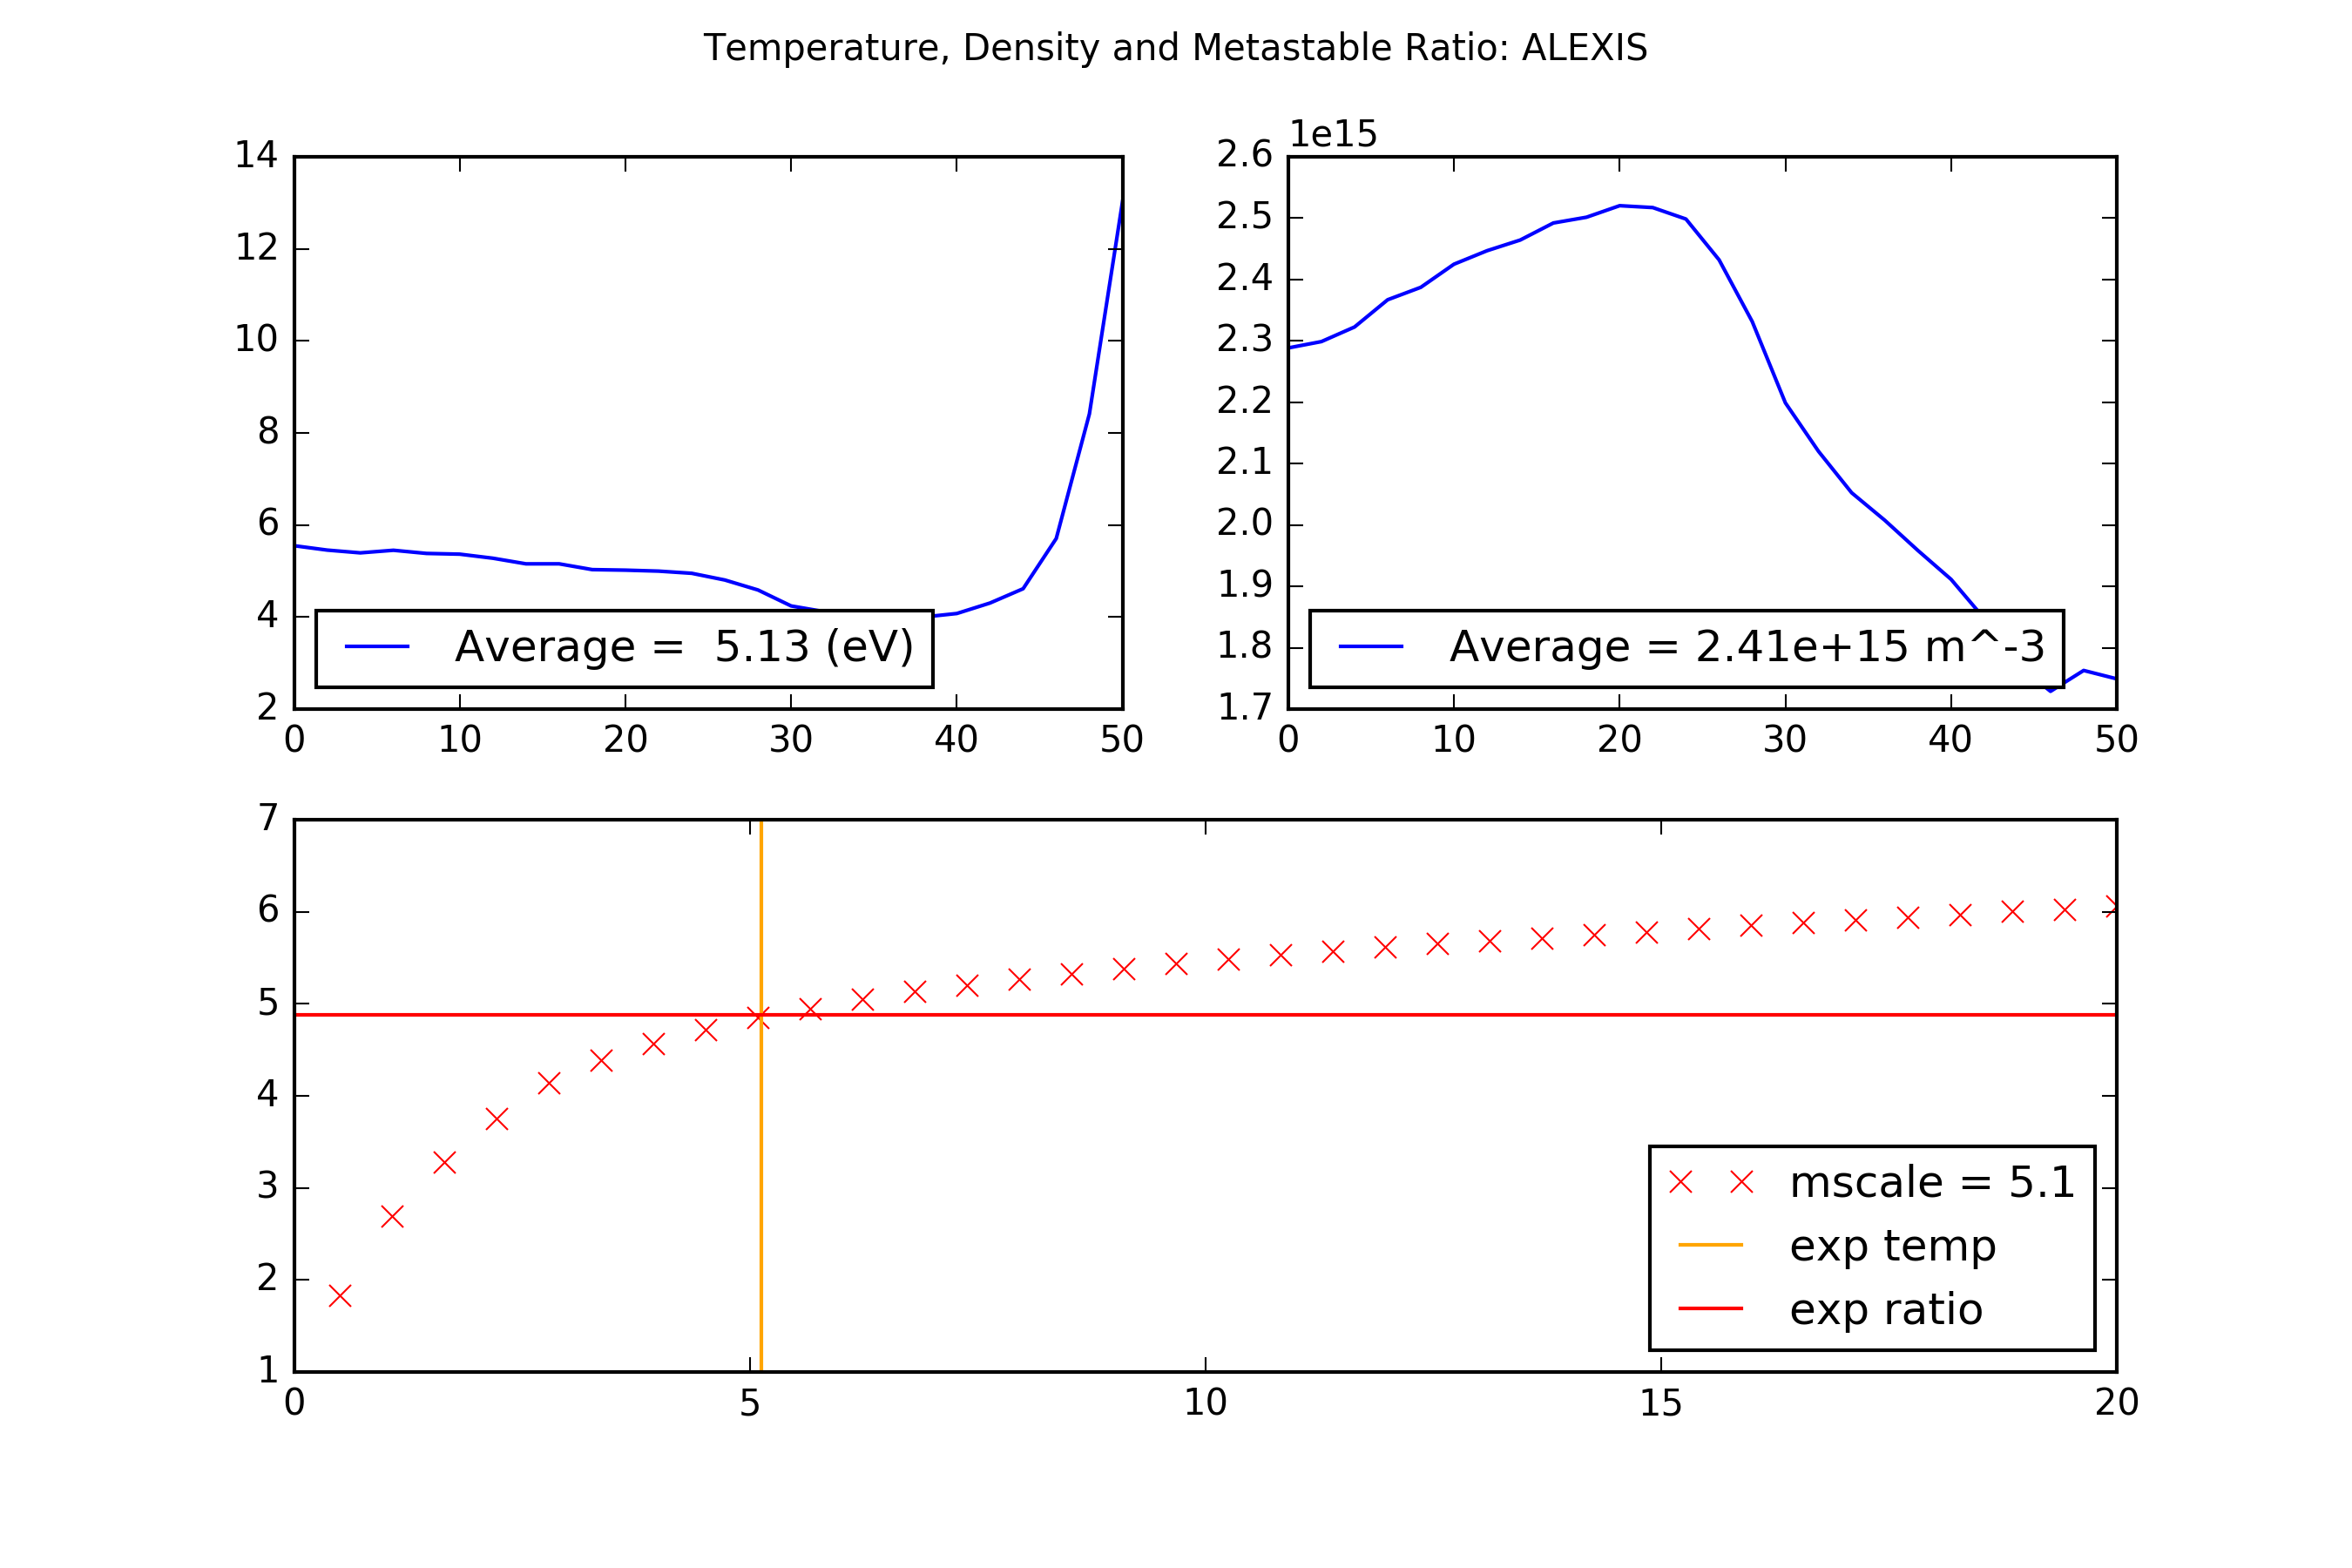 Temperature, Density and Metastable Ratio: ALEXIS
14
12
10
8
6
4
2
0 10 20 30 40 50
Average =  5.13 (eV)
1e15
2.6
2.5
2.4
2.3
2.2
2.1
2.0
1.9
1.8
1.7
0 10 20 30 40 50
Average = 2.41e+15 m^-3
7
6
5
4
3
2
1
0 5 10 15 20
mscale = 5.1
exp temp
exp ratio